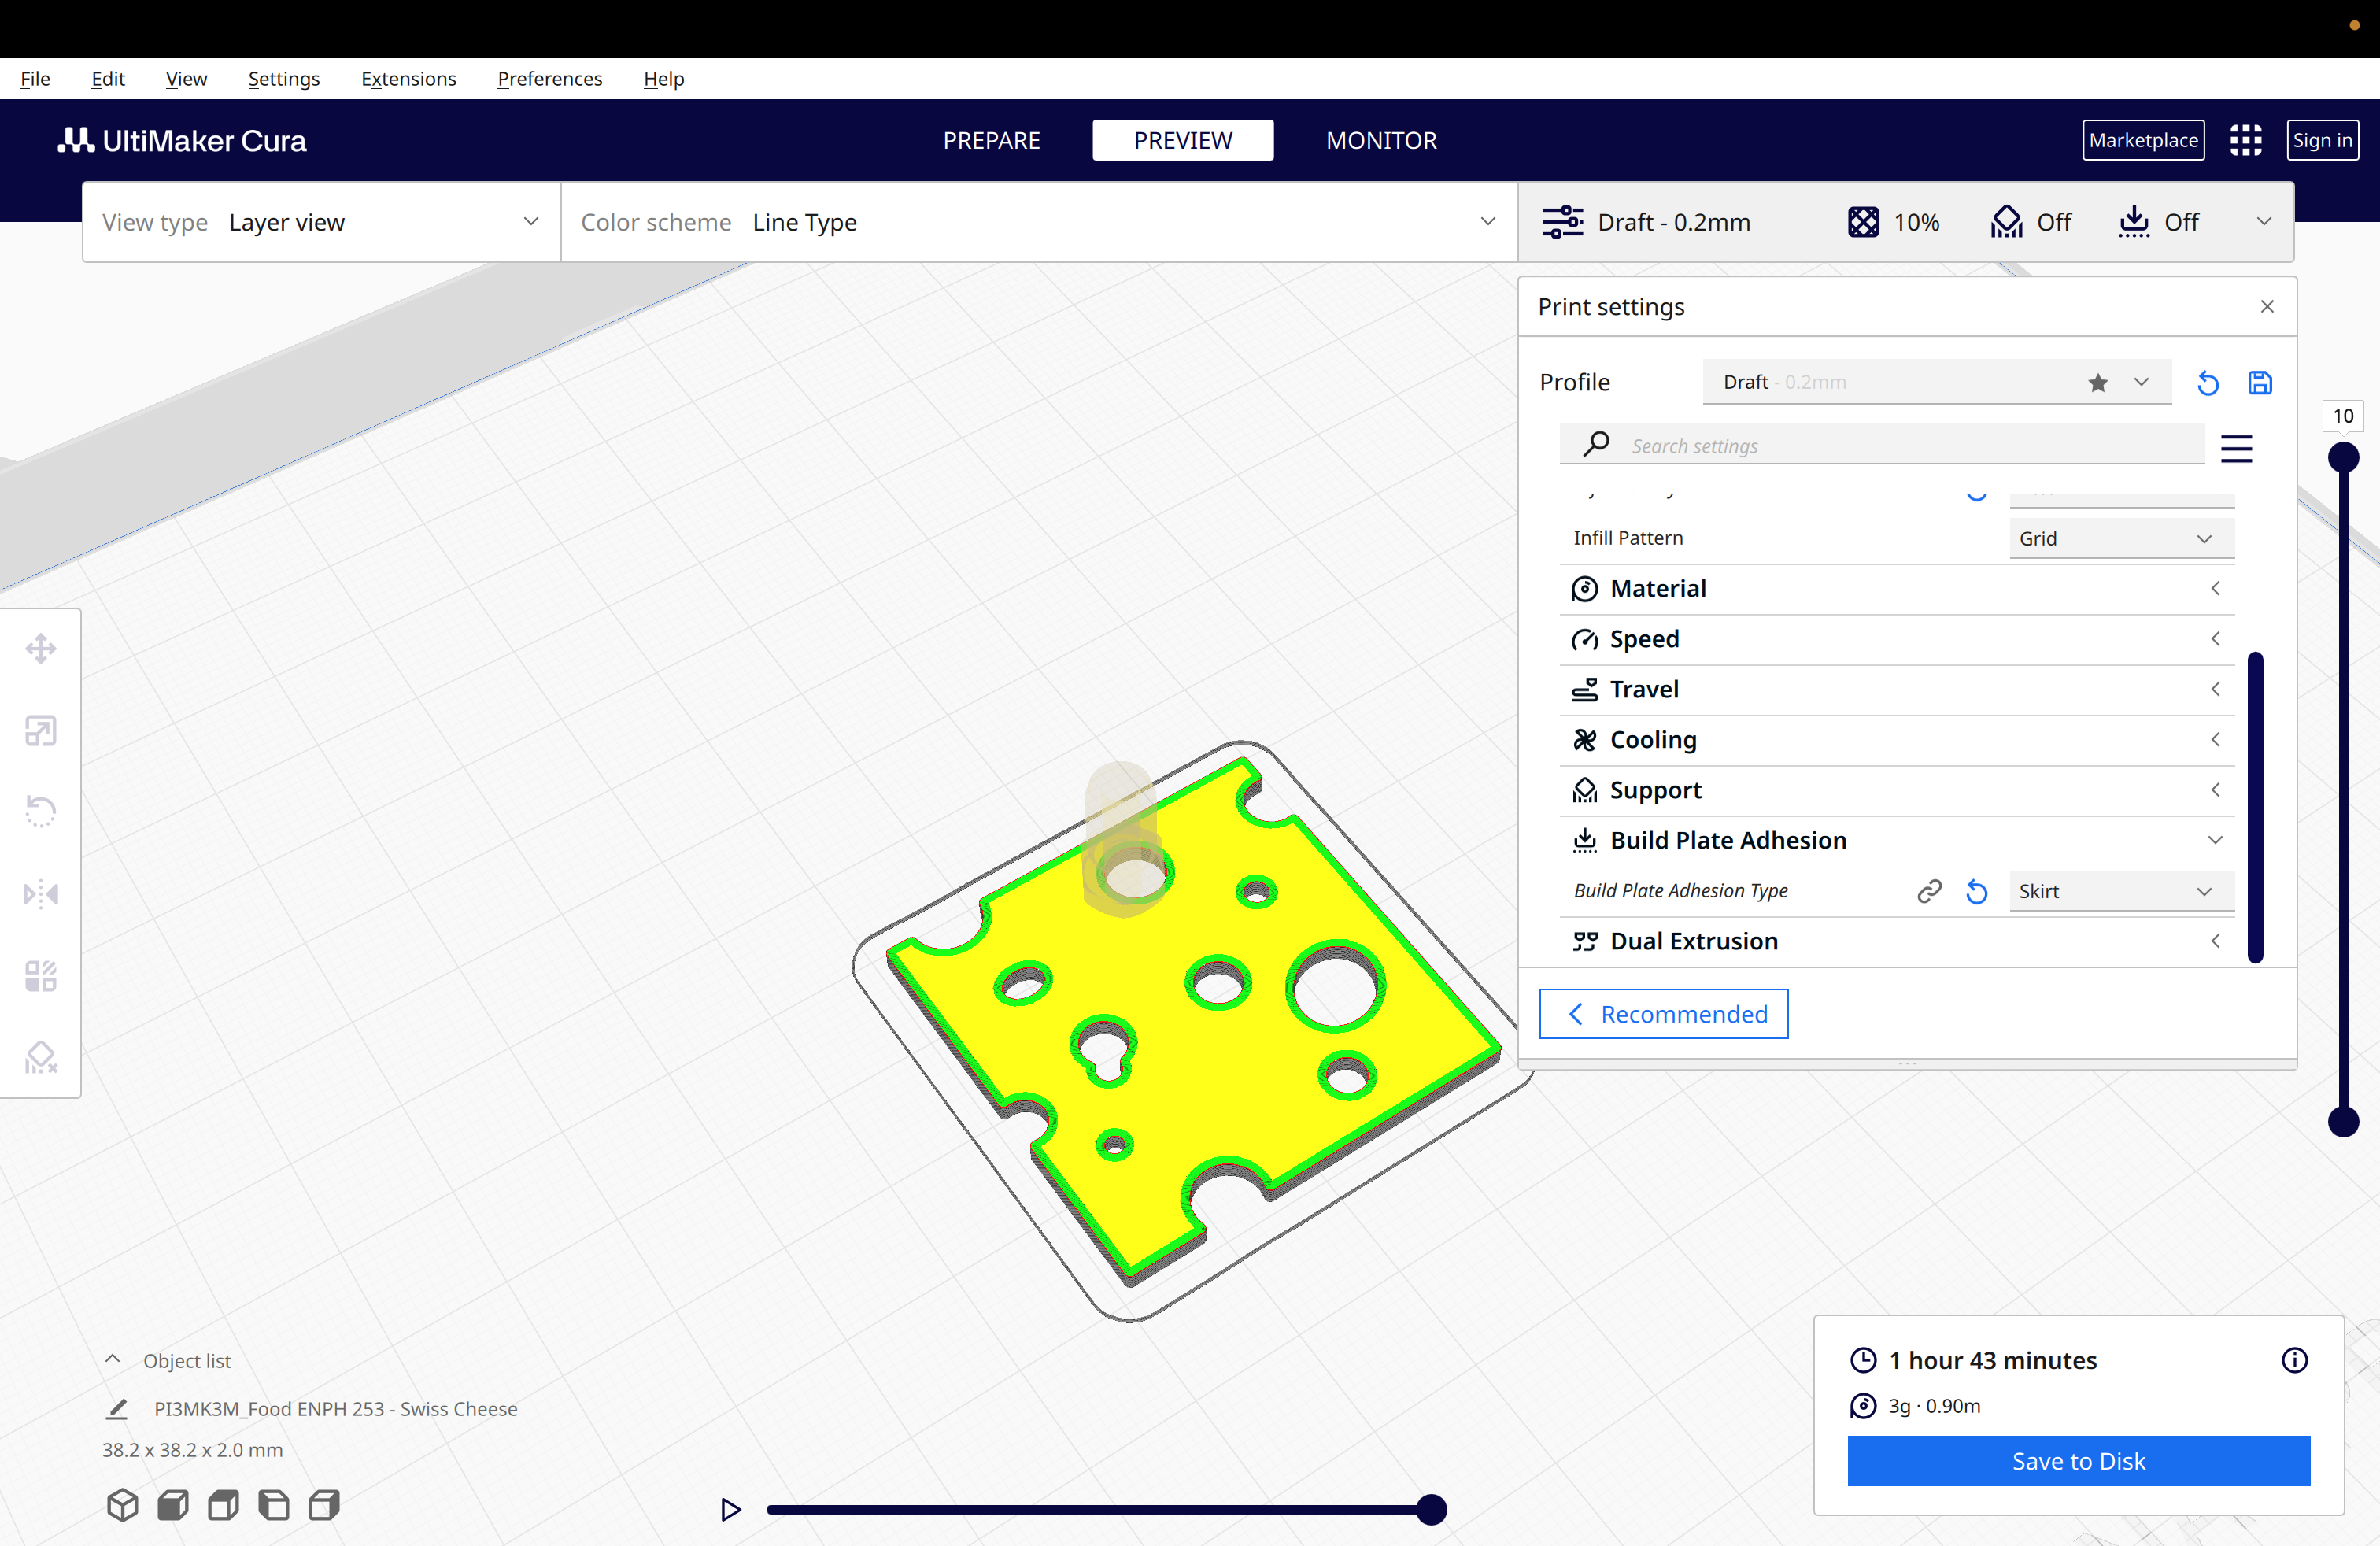 File Edit View Settings Extensions Preferences Help
UltiMaker Cura PREPARE PREVIEW MONITOR Marketplace Sign in
View type Layer view Color scheme Line Type Draft - 0.2mm 10% Off Off
Print settings
Profile Draft - 0.2mm
10
Search settings
Infill Pattern Grid
Material
Speed
Travel
Cooling
Support
Build Plate Adhesion
Build Plate Adhesion Type Skirt
Dual Extrusion
Recommended
Object list
PI3MK3M_Food ENPH 253 - Swiss Cheese
38.2 x 38.2 x 2.0 mm
1 hour 43 minutes
3g · 0.90m
Save to Disk